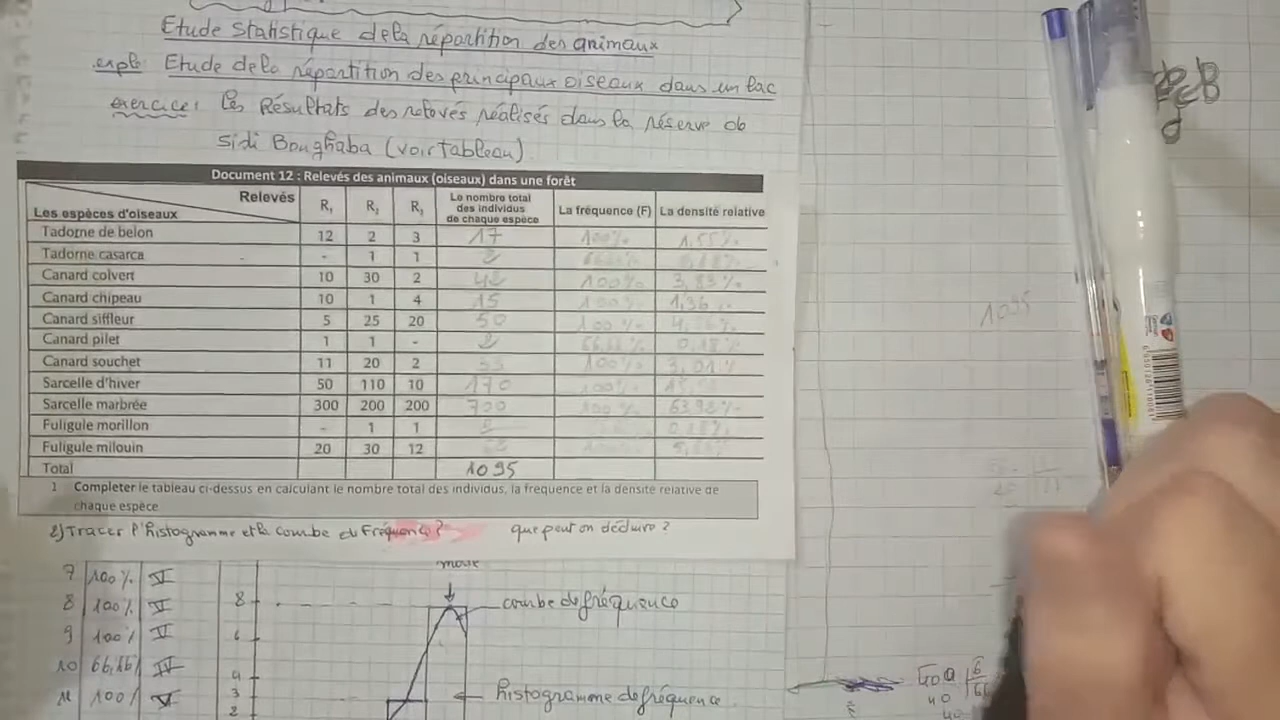 Etude statistique de la répartition des animaux
exple Etude de la répartition des principaux oiseaux dans un lac
exercice: Les Résultats des relevés réalisés dans la réserve de
Sidi Boughaba (voir tableau)
Document 12 : Relevés des animaux (oiseaux) dans une forêt
Relevés
Les espèces d'oiseaux R₁ R₂ R₃ Le nombre total des individus de chaque espèce La fréquence (F) La densité relative
Tadorne de belon 12 2 3 17 100% 1,55%
Tadorne casarca - 1 1 2
Canard colvert 10 30 2 42 100% 3,83%
Canard chipeau 10 1 4 15 100% 1,36
Canard siffleur 5 25 20 50 100%
Canard pilet 1 1 - 2 66,66% 0,18%
Canard souchet 11 20 2 33 100% 3,01%
Sarcelle d'hiver 50 110 10 170 100%
Sarcelle marbrée 300 200 200 700 100% 63,92%
Fuligule morillon - 1 1 2 0,18%
Fuligule milouin 20 30 12
Total 1095
1 Completer le tableau ci-dessus en calculant le nombre total des individus, la frequence et la densité relative de
chaque espèce
2) Tracer l'histogramme et la courbe de Fréquence? que peut on déduire?
7 100% V
8 100% V
9 100% V
10 66,66% IV
11 100% V
8
6
4
3
2
mode
courbe de fréquence
histogramme de fréquence
1095